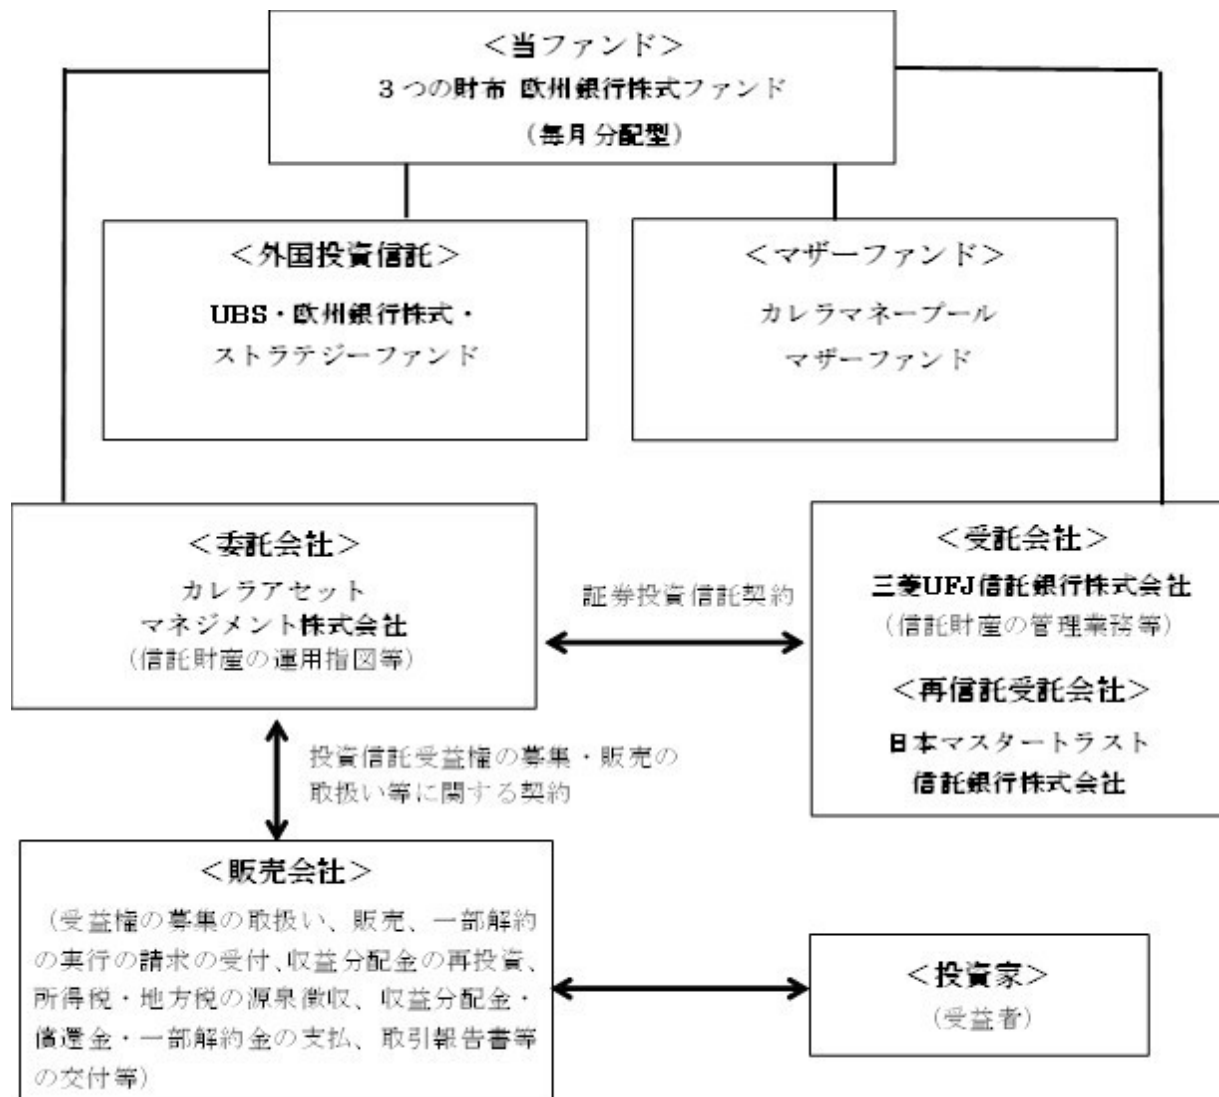 ＜当ファンド＞
３つの財布 欧州銀行株式ファンド
（毎月分配型）
＜外国投資信託＞
UBS・欧州銀行株式・
ストラテジーファンド
＜マザーファンド＞
カレラマネープール
マザーファンド
＜委託会社＞
カレラアセット
マネジメント株式会社
（信託財産の運用指図等）
証券投資信託契約
＜受託会社＞
三菱UFJ信託銀行株式会社
（信託財産の管理業務等）
＜再信託受託会社＞
日本マスタートラスト
信託銀行株式会社
投資信託受益権の募集・販売の
取扱い等に関する契約
＜販売会社＞
（受益権の募集の取扱い、販売、一部解約
の実行の請求の受付、収益分配金の再投資、
所得税・地方税の源泉徴収、収益分配金・
償還金・一部解約金の支払、取引報告書等
の交付等）
＜投資家＞
（受益者）